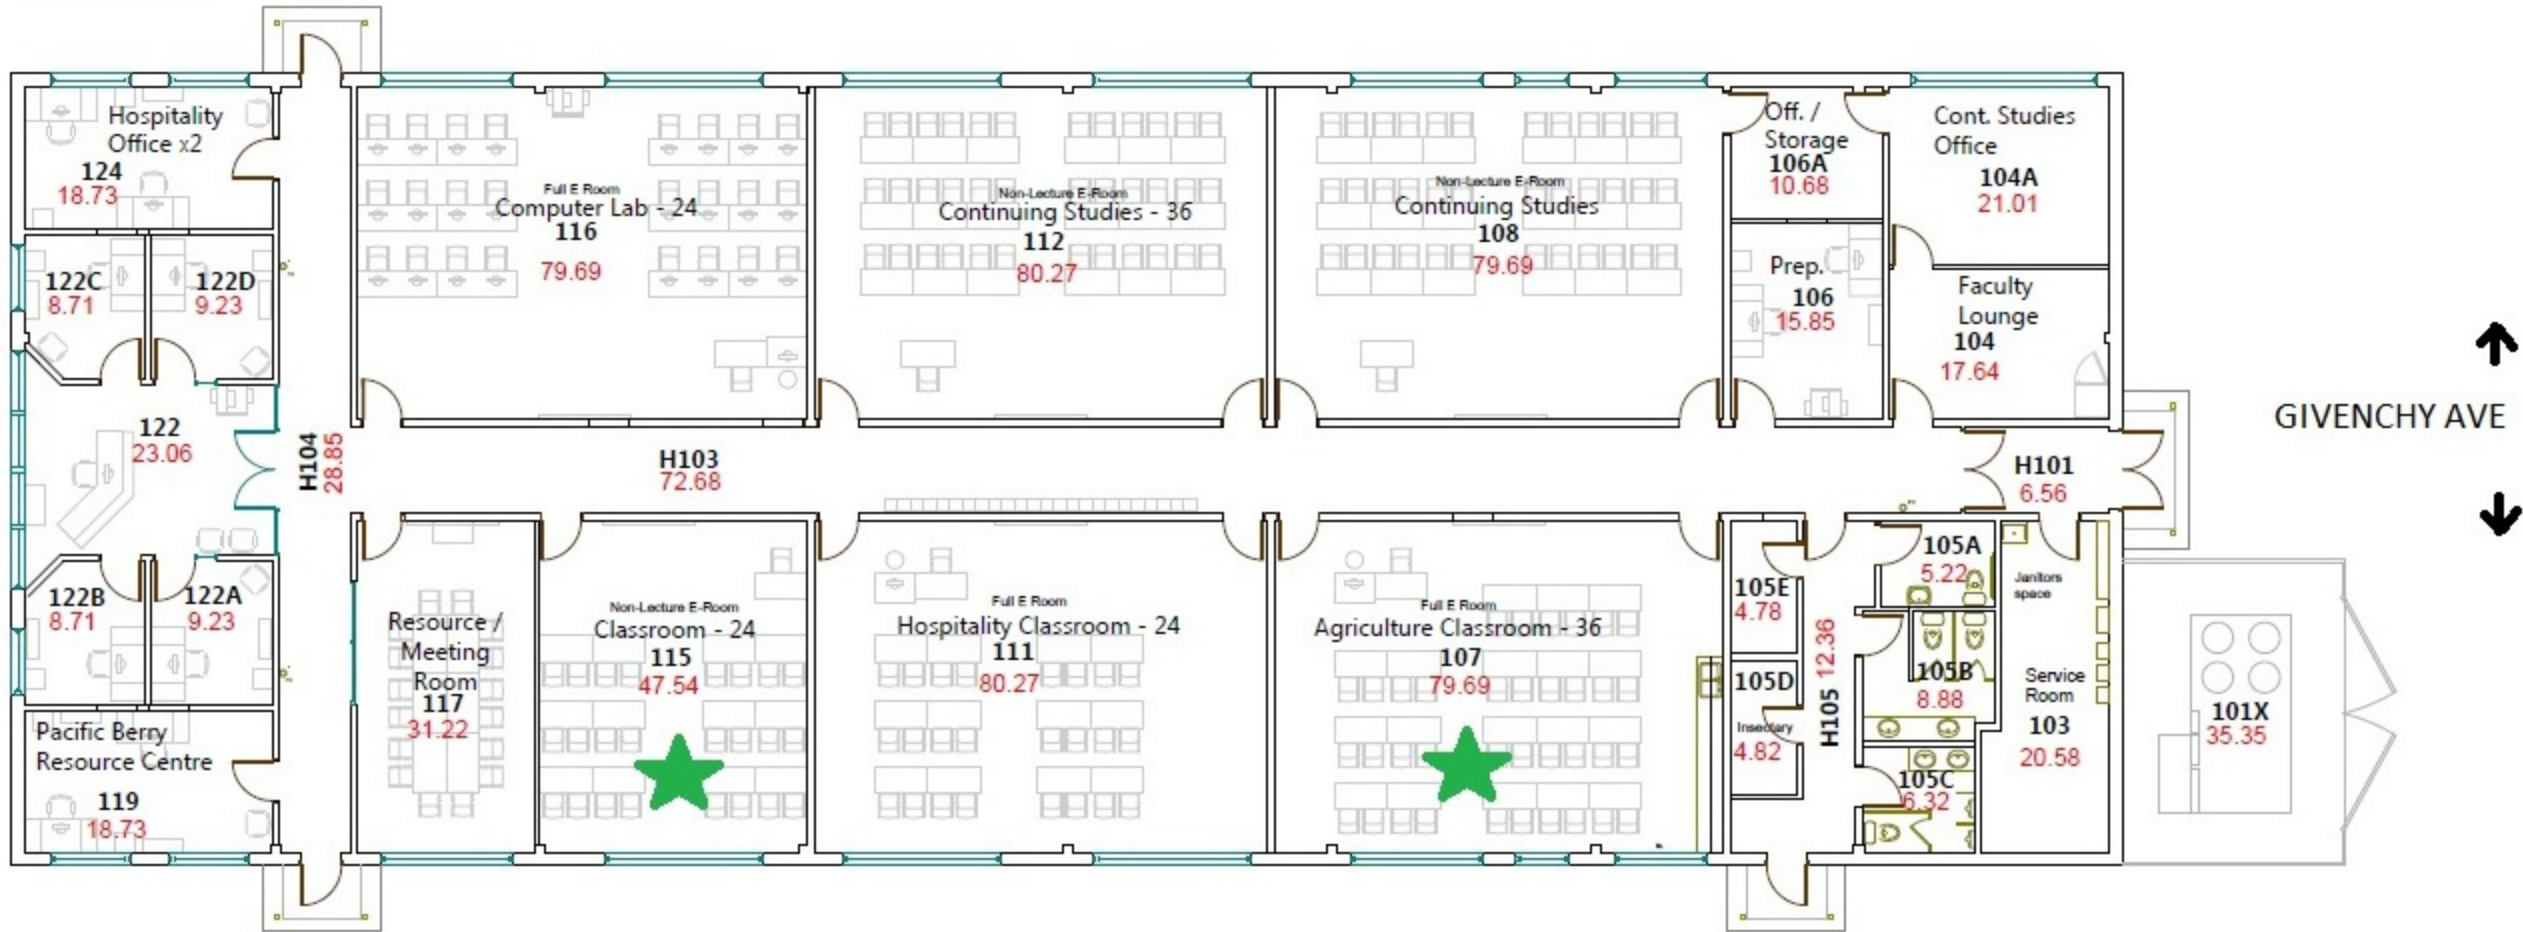 Hospitality
Office x2
124
18.73
122C
8.71
122D
9.23
122
23.06
122B
8.71
122A
9.23
Pacific Berry
Resource Centre
119
18.73
H104
28.85
Full E Room
Computer Lab - 24
116
79.69
Non-Lecture E-Room
Continuing Studies - 36
112
80.27
Non-Lecture E-Room
Continuing Studies
108
79.69
Off. /
Storage
106A
10.68
Cont. Studies
Office
104A
21.01
Prep.
106
15.85
Faculty
Lounge
104
17.64
GIVENCHY AVE
H103
72.68
H101
6.56
Resource /
Meeting
Room
117
31.22
Non-Lecture E-Room
Classroom - 24
115
47.54
Full E Room
Hospitality Classroom - 24
111
80.27
Full E Room
Agriculture Classroom - 36
107
79.69
105E
4.78
105D
Insectary
4.82
H105 12.36
105A
5.22
105B
8.88
105C
6.32
Janitors
space
Service
Room
103
20.58
101X
35.35